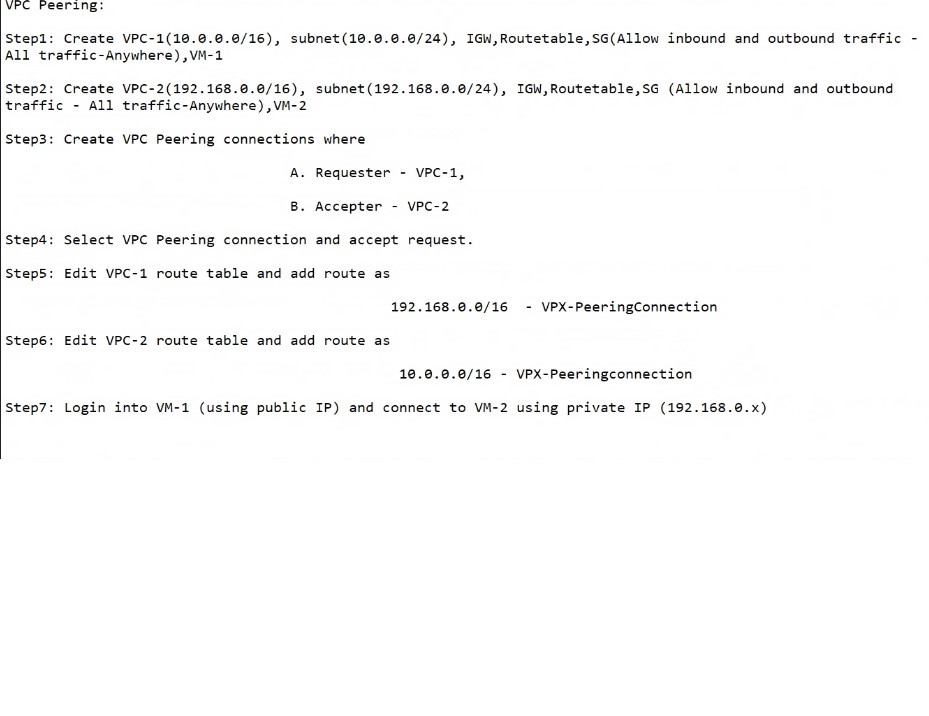 VPC Peering:
Step1: Create VPC-1(10.0.0.0/16), subnet(10.0.0.0/24), IGW,Routetable,SG(Allow inbound and outbound traffic -
All traffic-Anywhere),VM-1
Step2: Create VPC-2(192.168.0.0/16), subnet(192.168.0.0/24), IGW,Routetable,SG (Allow inbound and outbound
traffic - All traffic-Anywhere),VM-2
Step3: Create VPC Peering connections where
A. Requester - VPC-1,
B. Accepter - VPC-2
Step4: Select VPC Peering connection and accept request.
Step5: Edit VPC-1 route table and add route as
192.168.0.0/16  - VPX-PeeringConnection
Step6: Edit VPC-2 route table and add route as
10.0.0.0/16 - VPX-Peeringconnection
Step7: Login into VM-1 (using public IP) and connect to VM-2 using private IP (192.168.0.x)